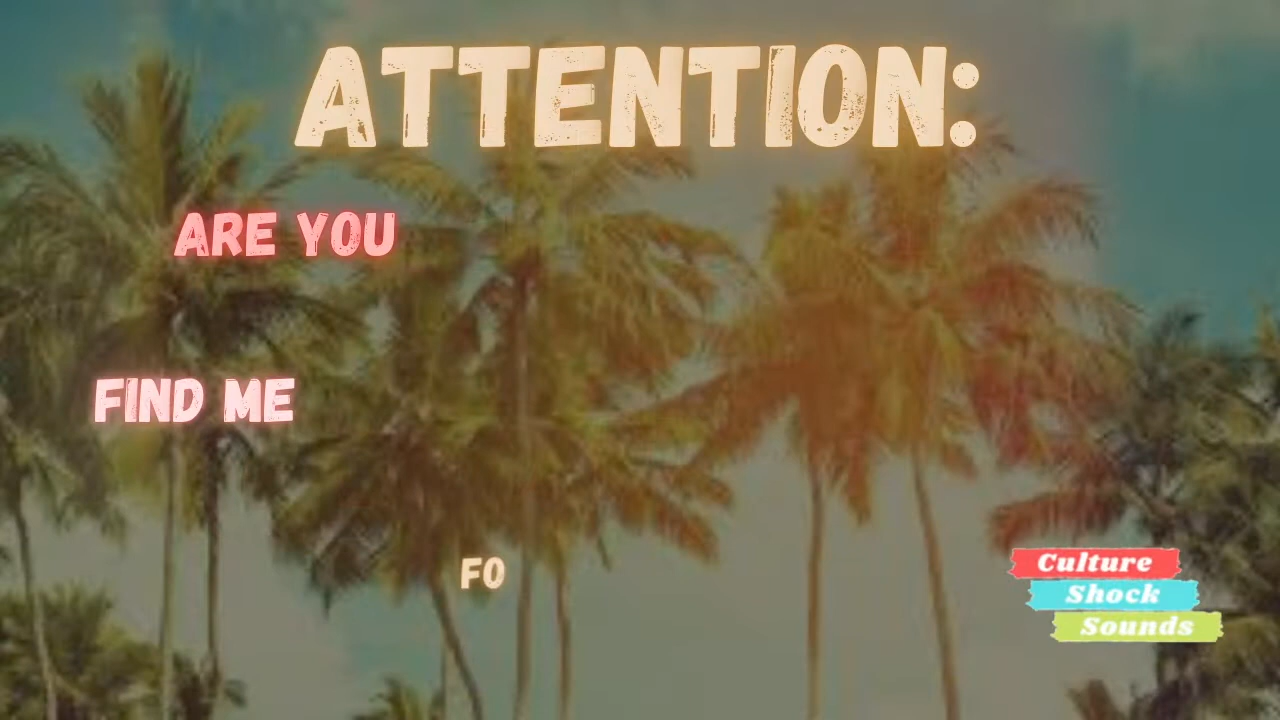 ATTENTION:
ARE YOU
FIND ME
FO
Culture
Shock
Sounds